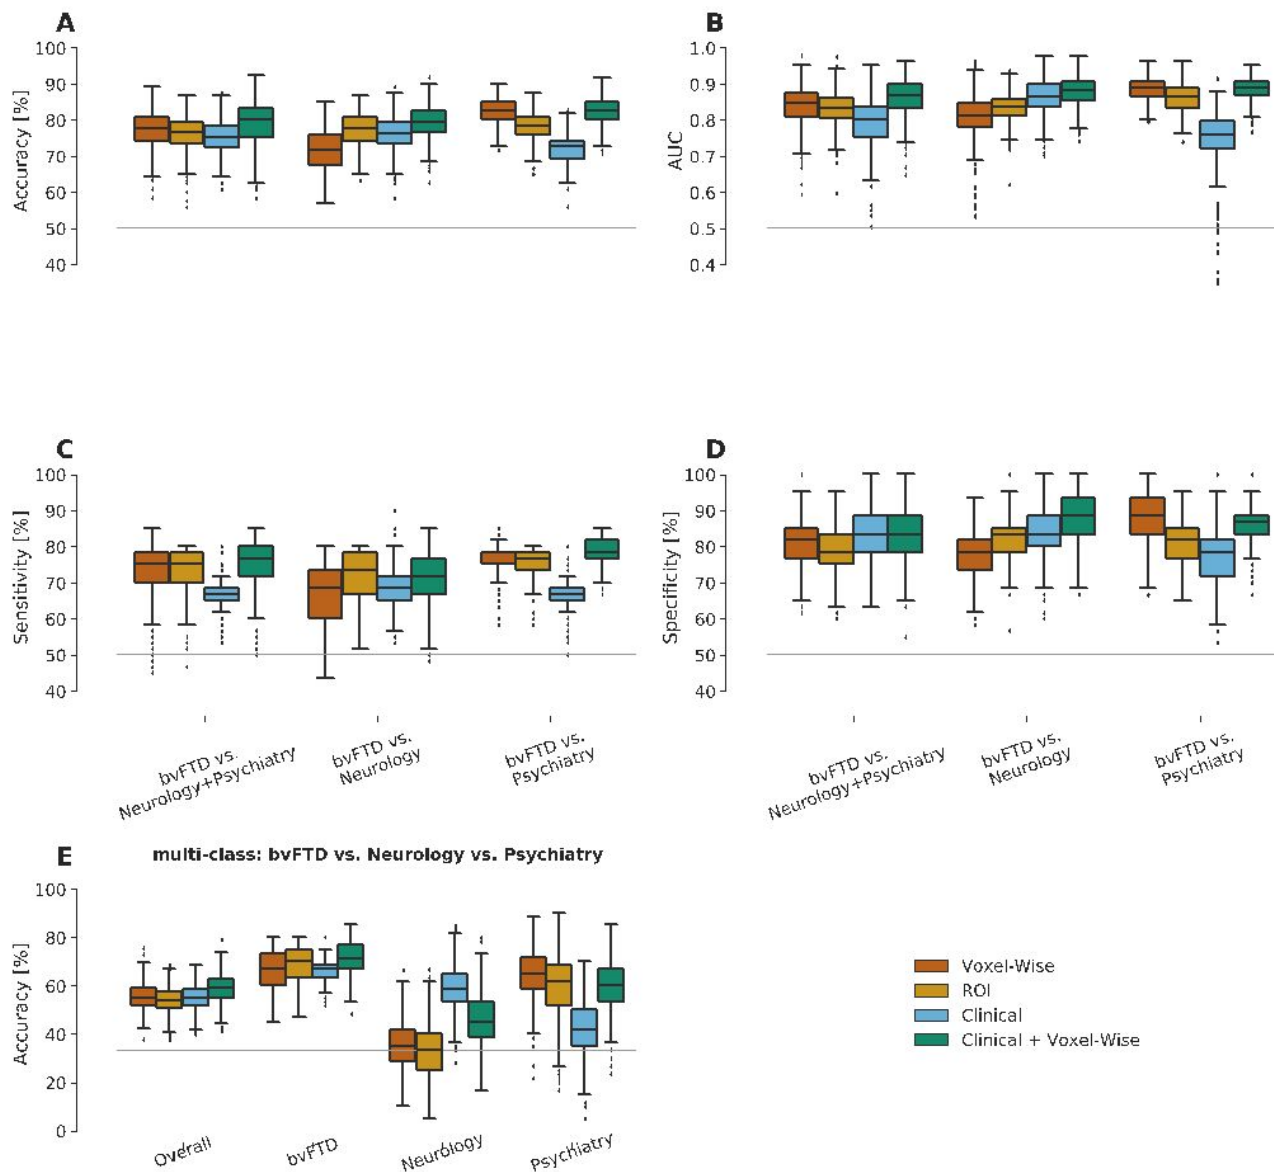 A
Accuracy [%]
100
90
80
70
60
50
40
B
AUC
1.0
0.9
0.8
0.7
0.6
0.5
0.4
C
Sensitivity [%]
100
90
80
70
60
50
40
bvFTD vs.
Neurology+Psychiatry
bvFTD vs.
Neurology
bvFTD vs.
Psychiatry
D
Specificity [%]
100
90
80
70
60
50
40
bvFTD vs.
Neurology+Psychiatry
bvFTD vs.
Neurology
bvFTD vs.
Psychiatry
E
multi-class: bvFTD vs. Neurology vs. Psychiatry
Accuracy [%]
100
80
60
40
20
0
Overall
bvFTD
Neurology
Psychiatry
Voxel-Wise
ROI
Clinical
Clinical + Voxel-Wise